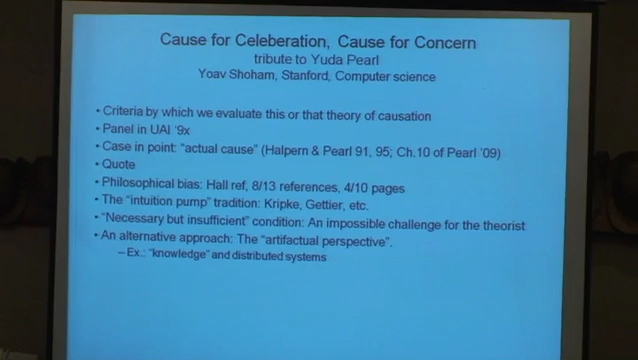 Cause for Celeberation, Cause for Concern
tribute to Yuda Pearl
Yoav Shoham, Stanford, Computer science
• Criteria by which we evaluate this or that theory of causation
• Panel in UAI '9x
• Case in point: "actual cause" (Halpern & Pearl 91, 95; Ch.10 of Pearl '09)
• Quote
• Philosophical bias: Hall ref, 8/13 references, 4/10 pages
• The "intuition pump" tradition: Kripke, Gettier, etc.
• "Necessary but insufficient" condition: An impossible challenge for the theorist
• An alternative approach: The "artifactual perspective".
– Ex.: "knowledge" and distributed systems